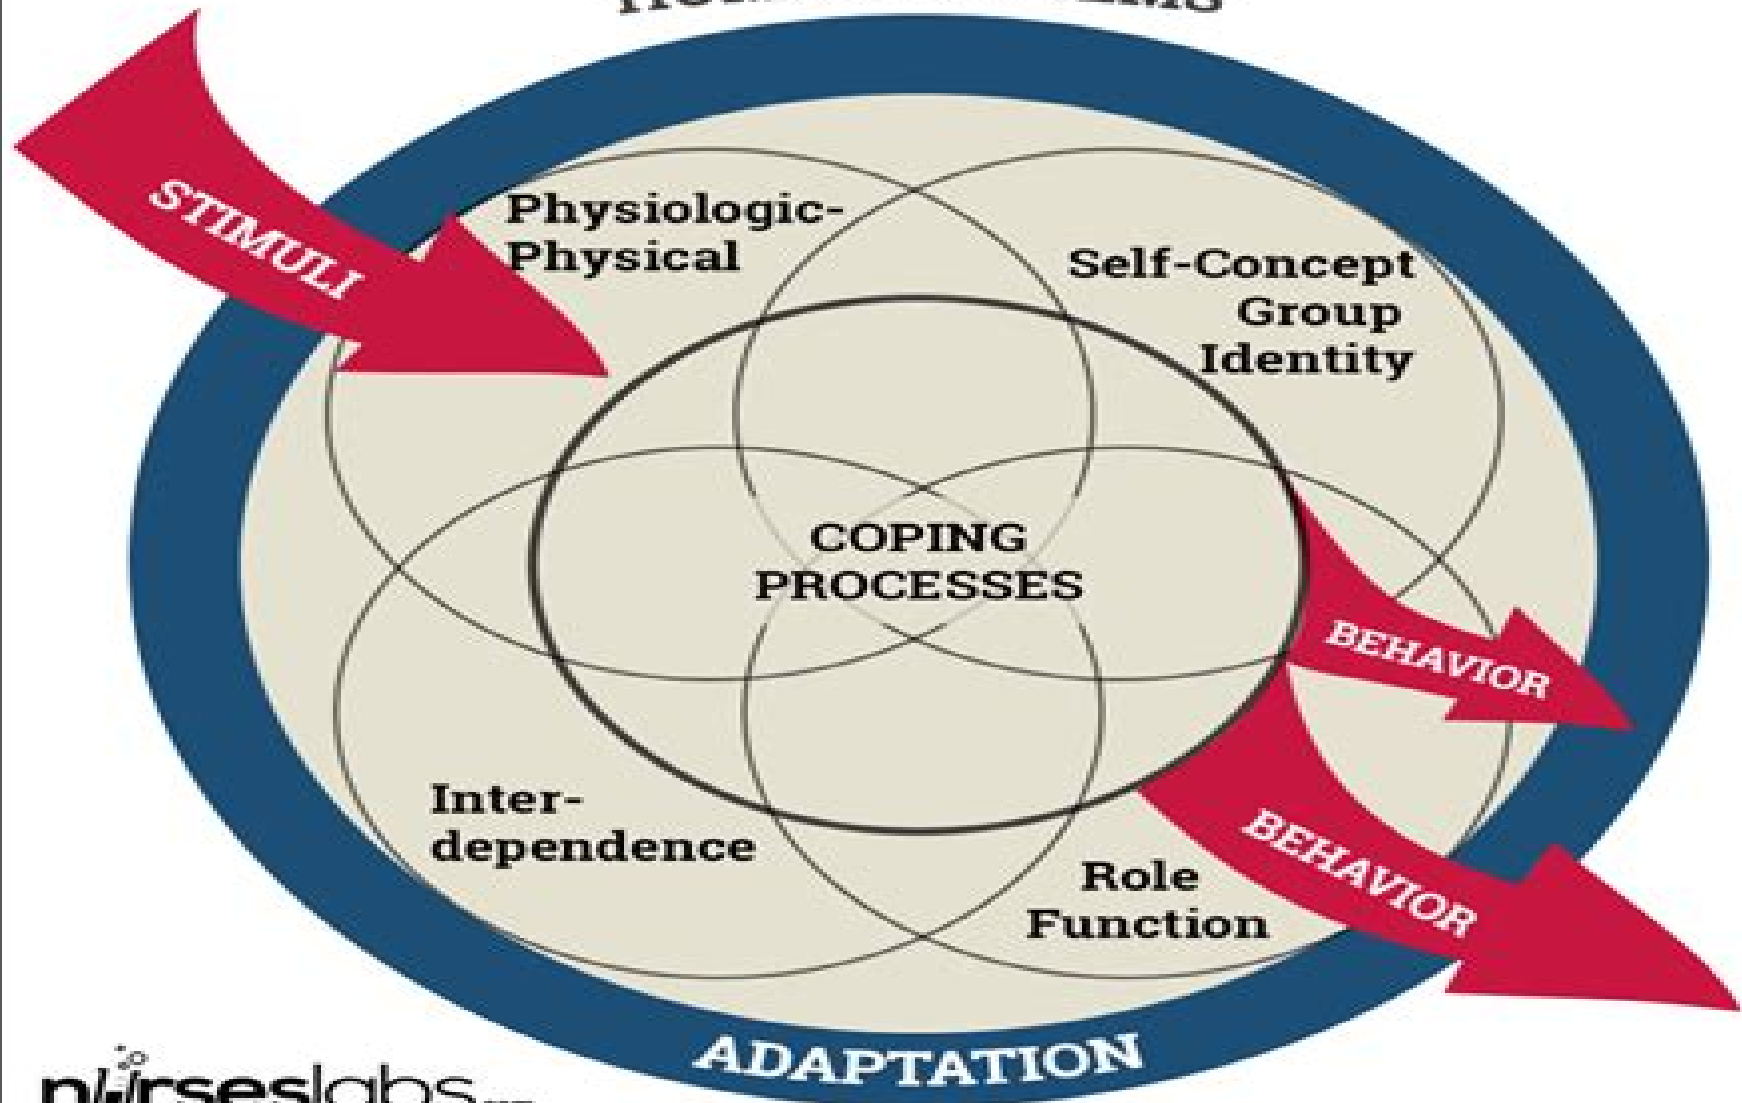 STIMULI
Physiologic-
Physical
Self-Concept
Group
Identity
COPING
PROCESSES
BEHAVIOR
BEHAVIOR
Inter-
dependence
Role
Function
ADAPTATION
nurseslabs